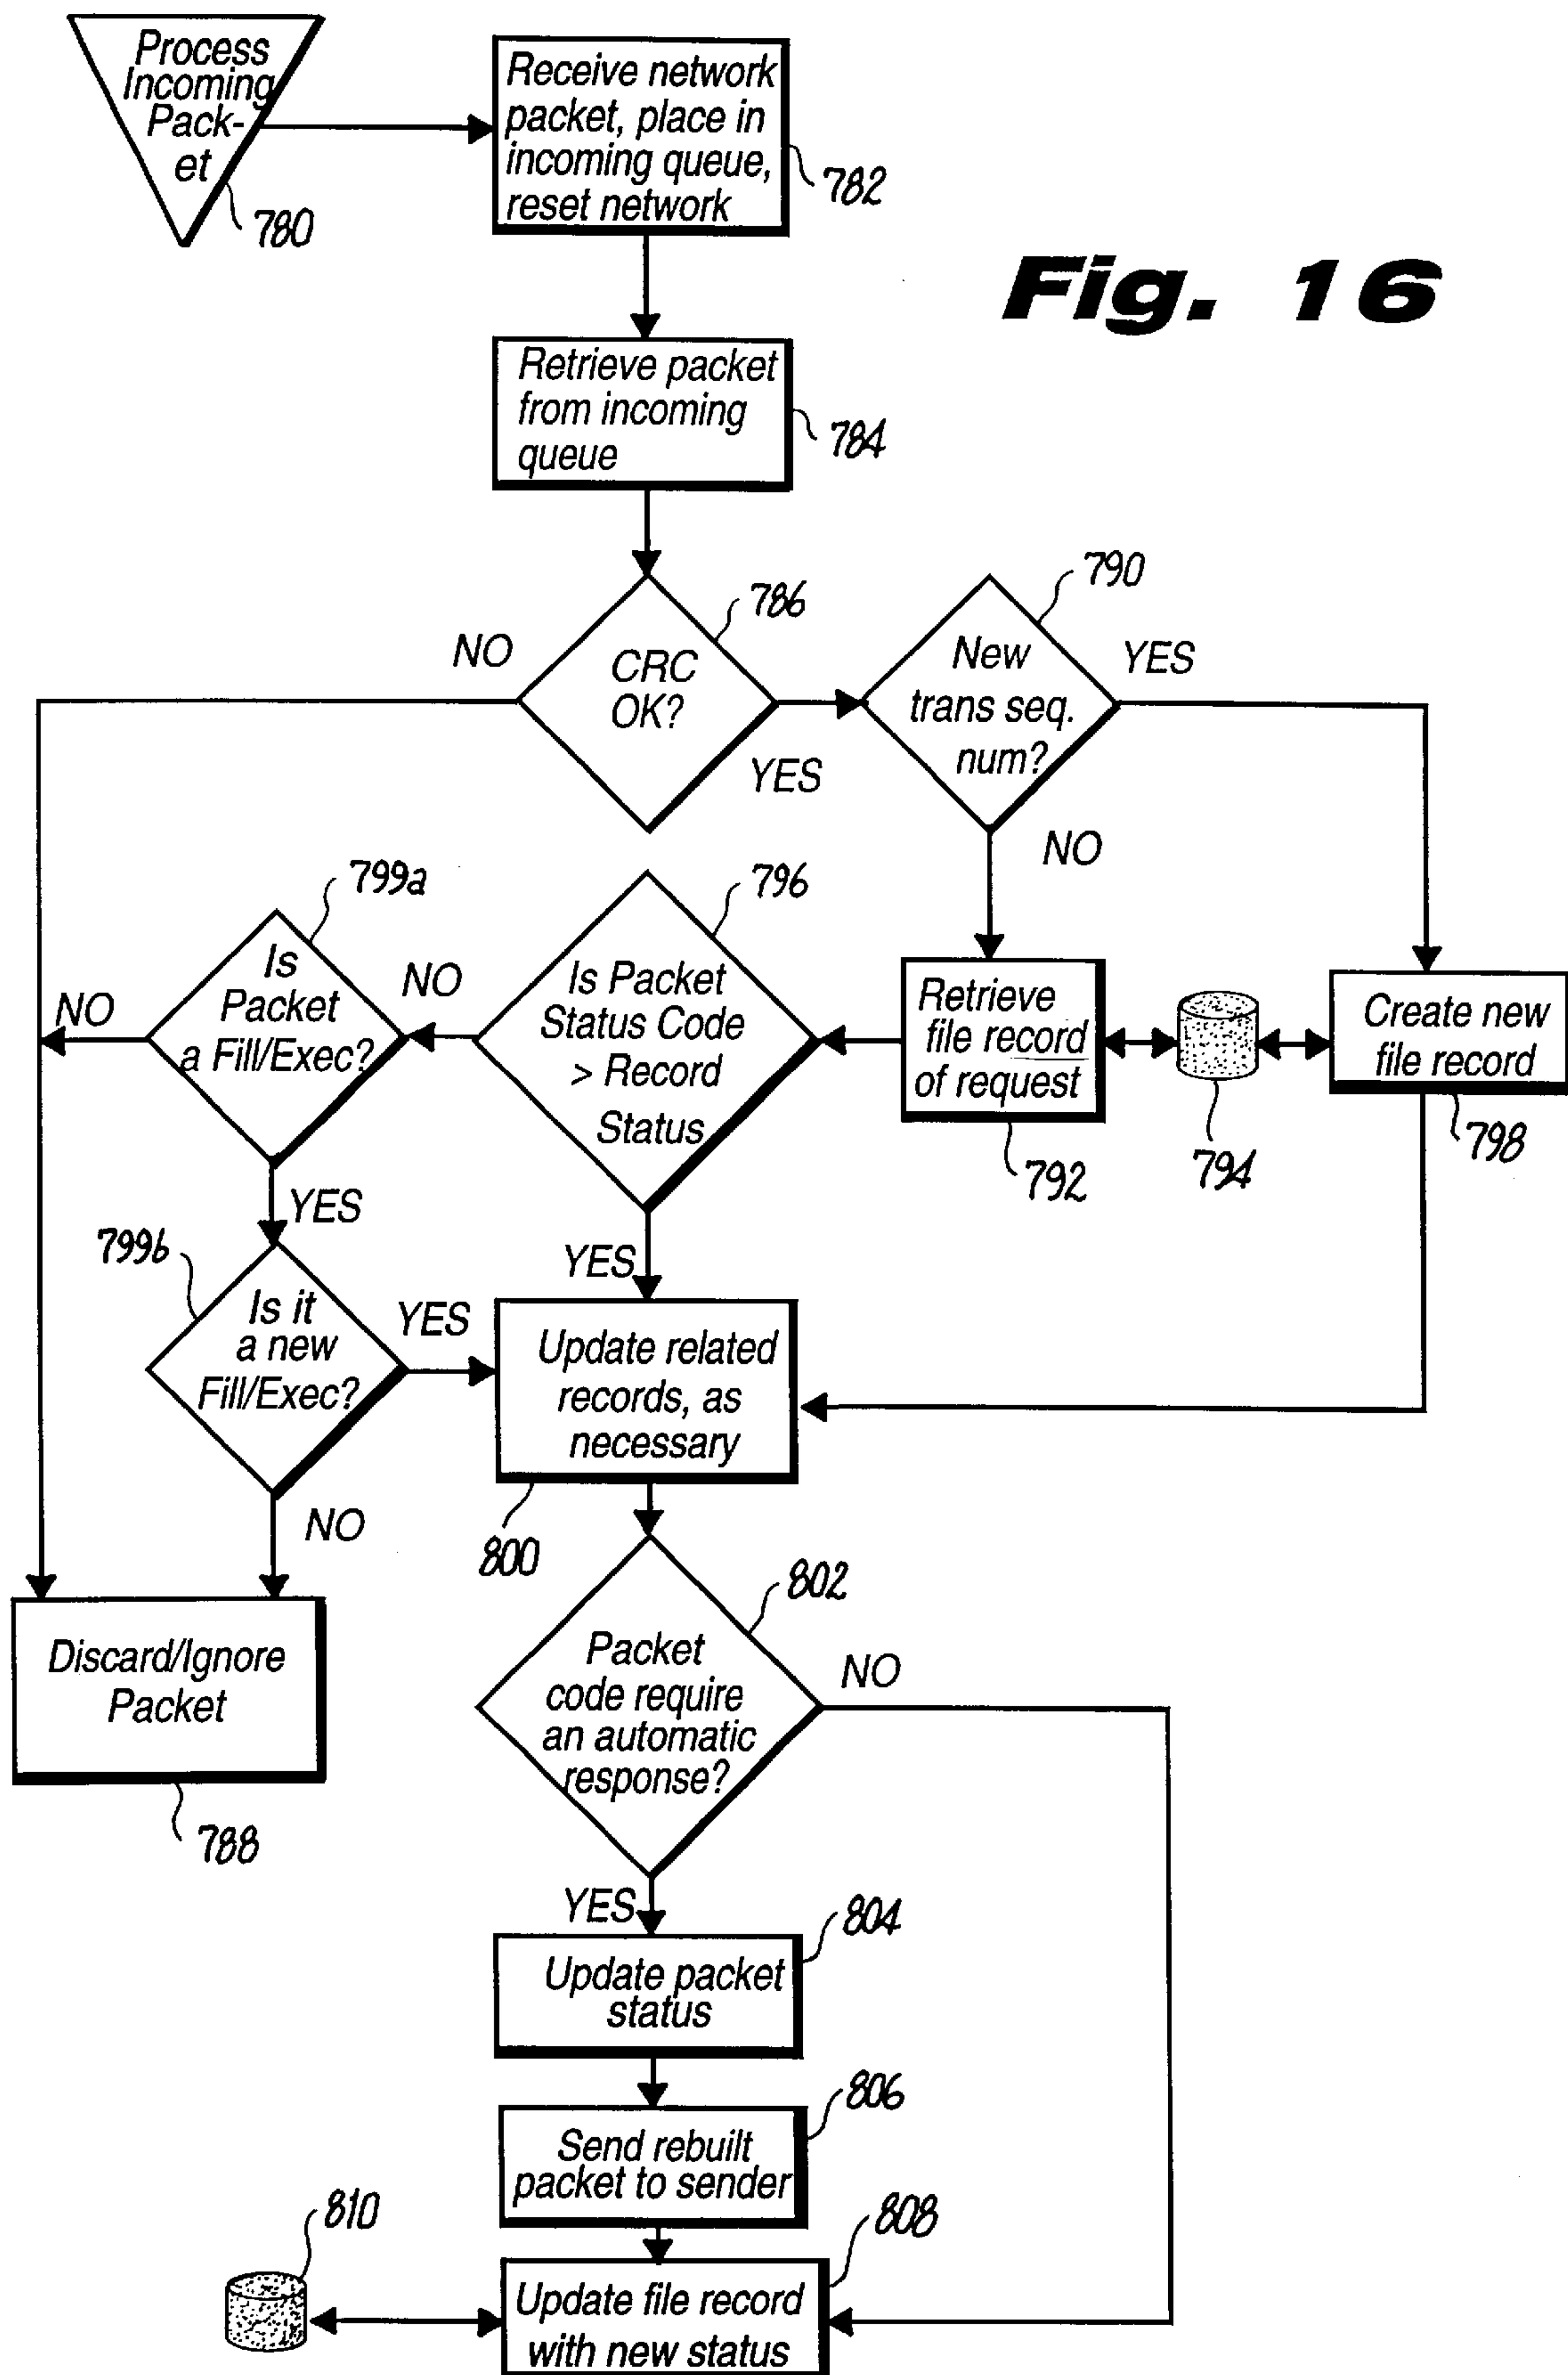 Process
Incoming
Pack-
et
780
Receive network
packet, place in
incoming queue,
reset network
782
Fig. 16
Retrieve packet
from incoming
queue
784
786
790
NO
CRC
OK?
YES
New
trans seq.
num?
YES
NO
799a
796
Is
Packet
a Fill/Exec?
NO
NO
Is Packet
Status Code
> Record
Status
Retrieve
file record
of request
792
794
Create new
file record
798
YES
799b
YES
Is it
a new
Fill/Exec?
YES
Update related
records, as
necessary
NO
800
802
Discard/Ignore
Packet
788
Packet
code require
an automatic
response?
NO
YES
804
Update packet
status
806
Send rebuilt
packet to sender
810
808
Update file record
with new status